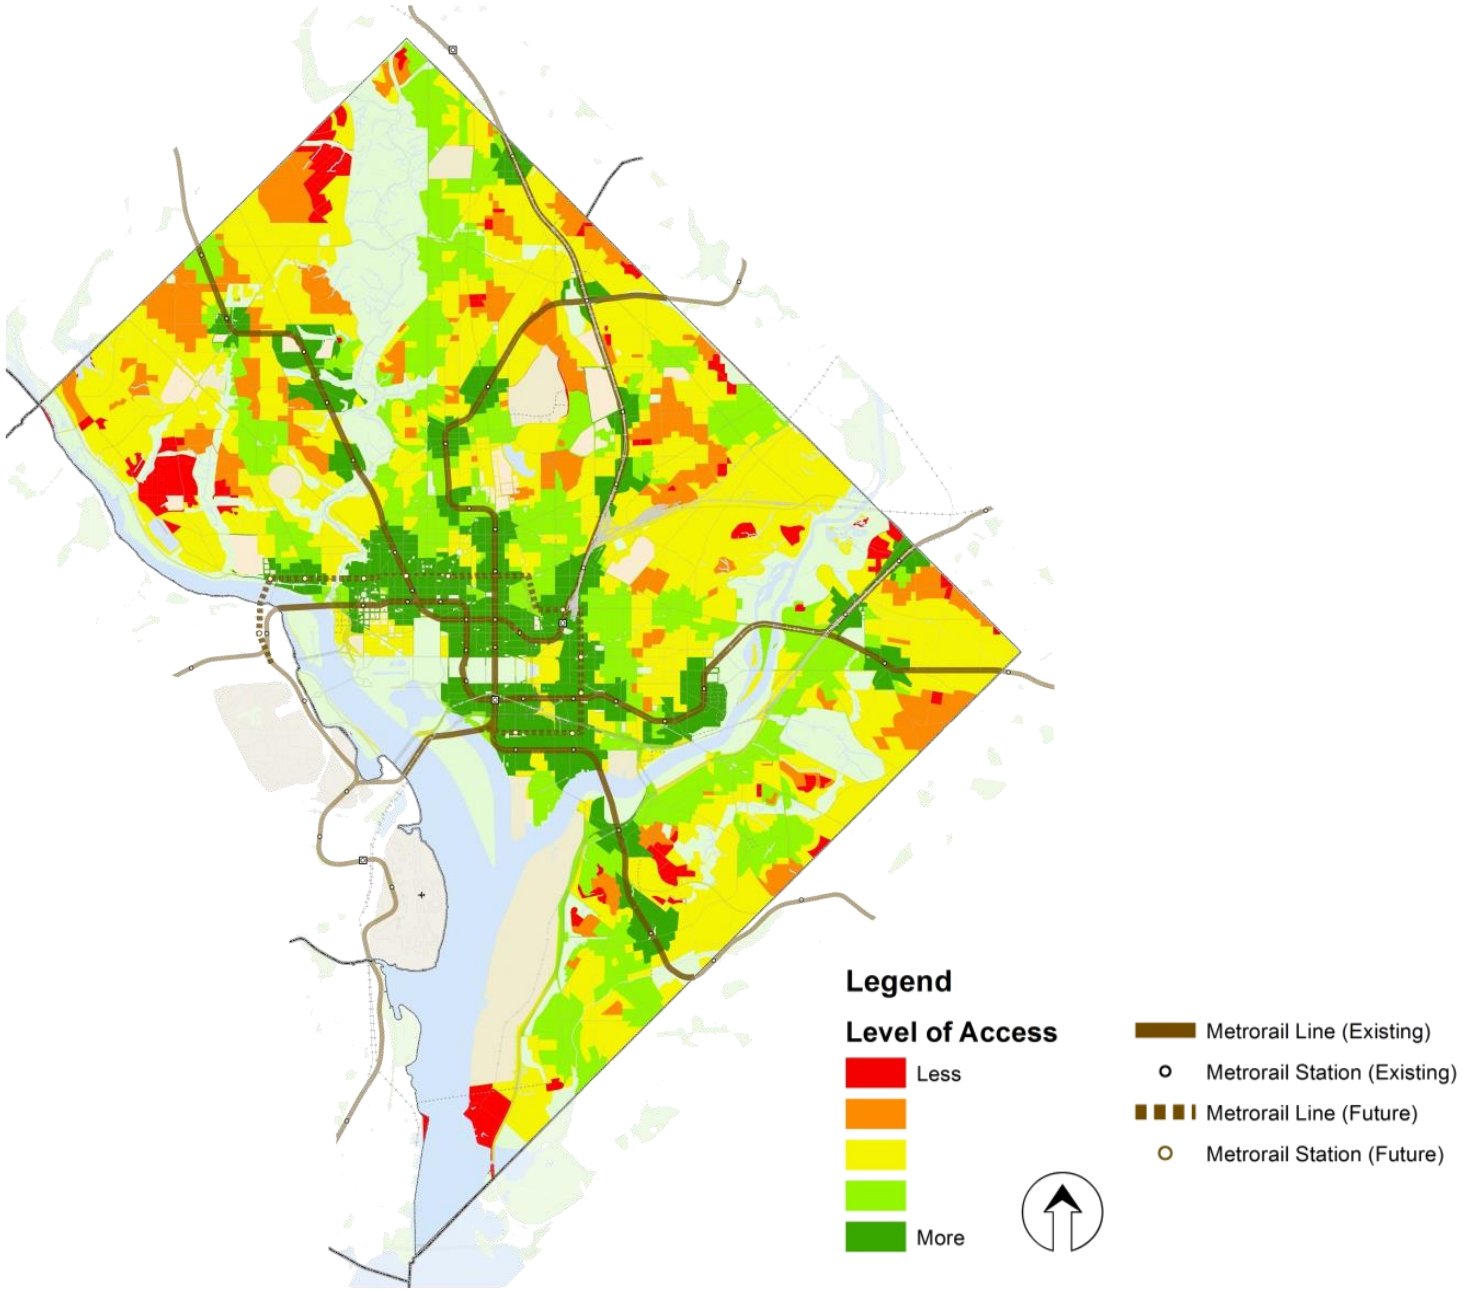 Legend
Level of Access
Less
More
Metrorail Line (Existing)
Metrorail Station (Existing)
Metrorail Line (Future)
Metrorail Station (Future)